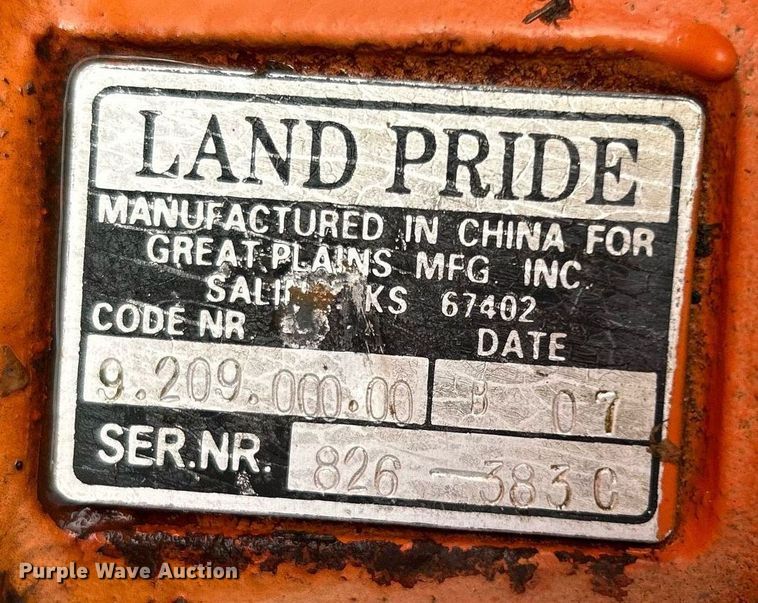 LAND PRIDE
MANUFACTURED IN CHINA FOR
GREAT PLAINS MFG. INC.
KS 67402
CODE NR DATE
9.209.000.00 B 07
SER.NR. 826-383C
Purple Wave Auction